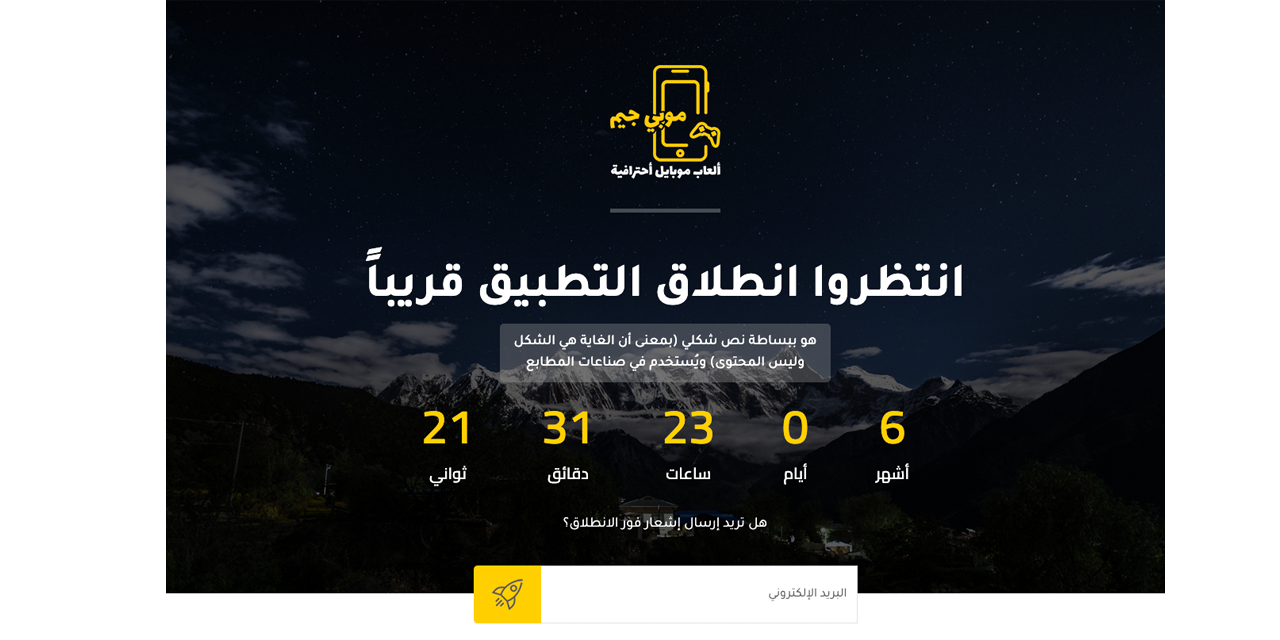 موبي جيم
ألعاب موبايل أحترافية
انتظروا انطلاق التطبيق قريباً
هو ببساطة نص شكلي (بمعنى أن الغاية هي الشكل
وليس المحتوى) ويُستخدم في صناعات المطابع
6 0 23 31 21
أشهر أيام ساعات دقائق ثواني
هل تريد إرسال إشعار فور الانطلاق؟
البريد الإلكتروني